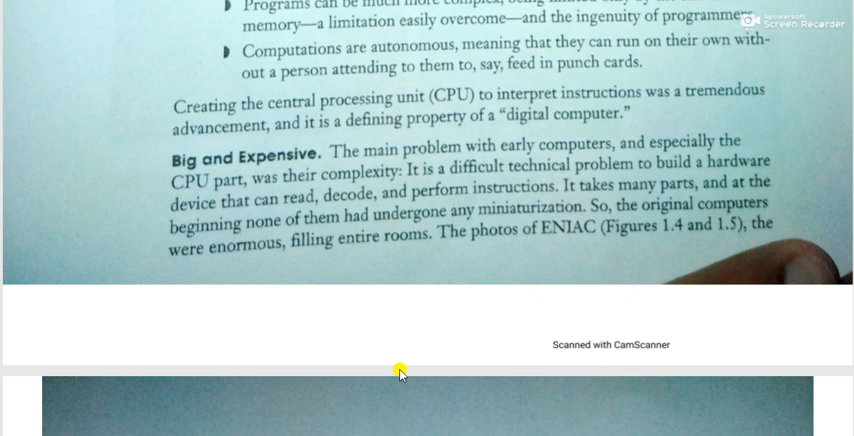 Programs can be much more complex, being limited only by the
memory—a limitation easily overcome—and the ingenuity of programmers.
Apowersoft
Screen Recorder
Computations are autonomous, meaning that they can run on their own with-
out a person attending to them to, say, feed in punch cards.
Creating the central processing unit (CPU) to interpret instructions was a tremendous
advancement, and it is a defining property of a “digital computer.”
Big and Expensive. The main problem with early computers, and especially the
CPU part, was their complexity: It is a difficult technical problem to build a hardware
device that can read, decode, and perform instructions. It takes many parts, and at the
beginning none of them had undergone any miniaturization. So, the original computers
were enormous, filling entire rooms. The photos of ENIAC (Figures 1.4 and 1.5), the
Scanned with CamScanner